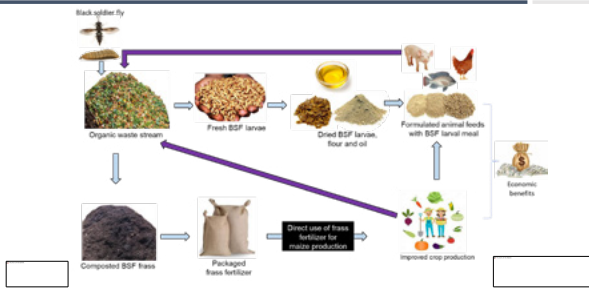 Black soldier fly
Organic waste stream
Fresh BSF larvae
Dried BSF larvae,
flour and oil
Formulated animal feeds
with BSF larval meal
Economic
benefits
Composted BSF frass
Packaged
frass fertilizer
Direct use of frass
fertilizer for
maize production
Improved crop production